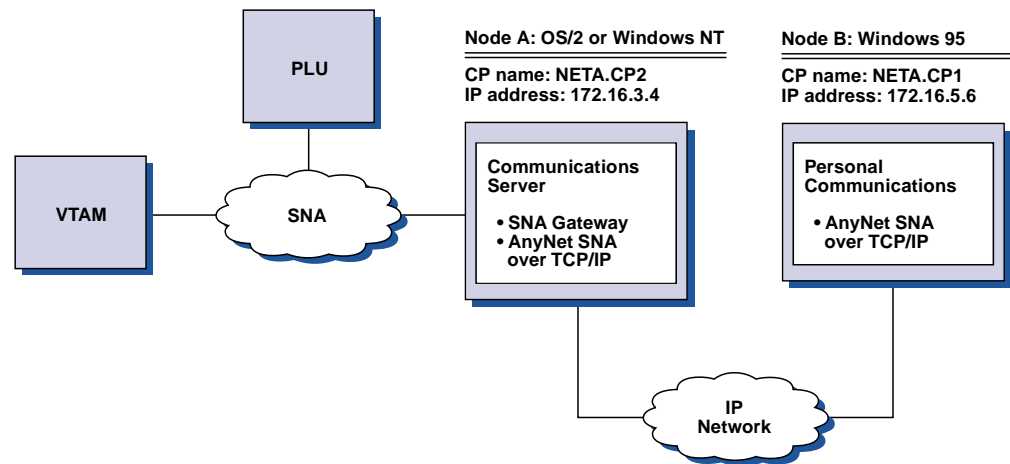 PLU
VTAM
SNA
Node A: OS/2 or Windows NT
CP name: NETA.CP2
IP address: 172.16.3.4
Communications
Server
• SNA Gateway
• AnyNet SNA
over TCP/IP
Node B: Windows 95
CP name: NETA.CP1
IP address: 172.16.5.6
Personal
Communications
• AnyNet SNA
over TCP/IP
IP
Network